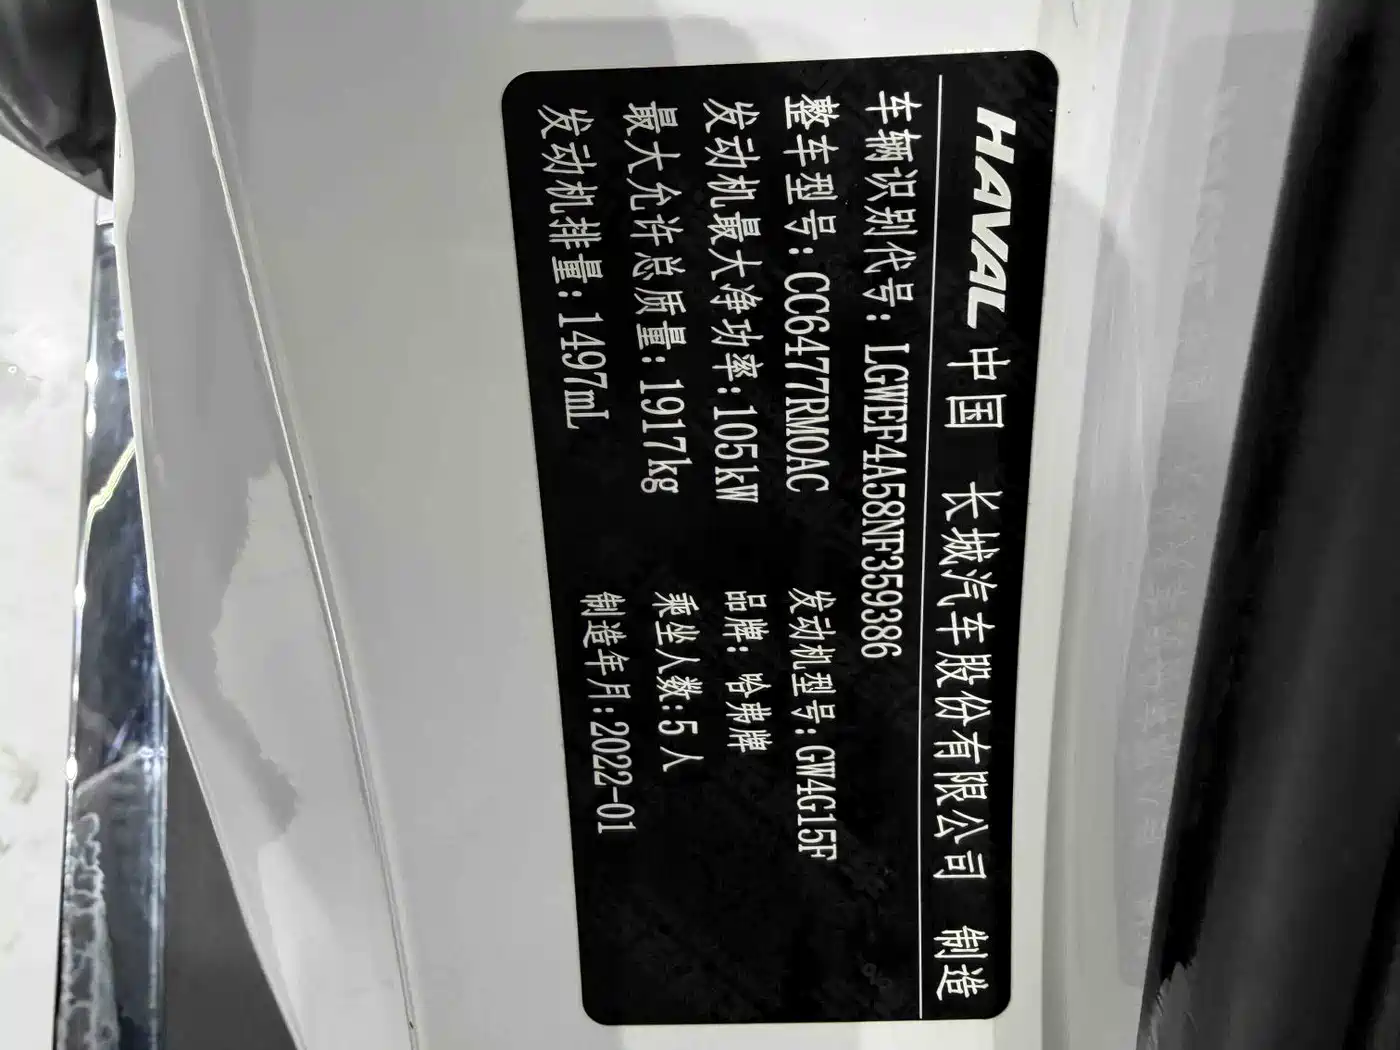 HAVAL 中国 长城汽车股份有限公司 制造
车辆识别代号: LGWEF4A58NF359386
整车型号: CC6477RM0AC 发动机型号: GW4G15F
发动机最大净功率: 105kW 品牌: 哈弗牌
最大允许总质量: 1917kg 乘坐人数: 5 人
发动机排量: 1497mL 制造年月: 2022-01